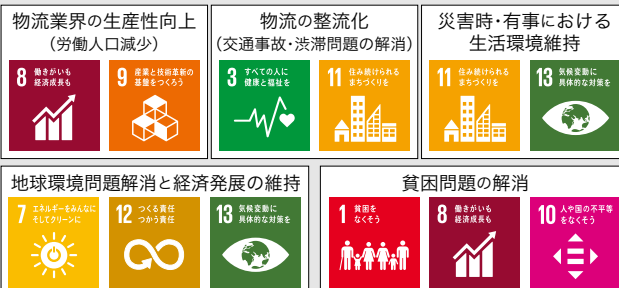 物流業界の生産性向上
(労働人口減少)
8 働きがいも
経済成長も
9 産業と技術革新の
基盤をつくろう
物流の整流化
(交通事故・渋滞問題の解消)
3 すべての人に
健康と福祉を
11 住み続けられる
まちづくりを
災害時・有事における
生活環境維持
11 住み続けられる
まちづくりを
13 気候変動に
具体的な対策を
地球環境問題解消と経済発展の維持
7 エネルギーをみんなに
そしてクリーンに
12 つくる責任
つかう責任
13 気候変動に
具体的な対策を
貧困問題の解消
1 貧困を
なくそう
8 働きがいも
経済成長も
10 人や国の不平等
をなくそう